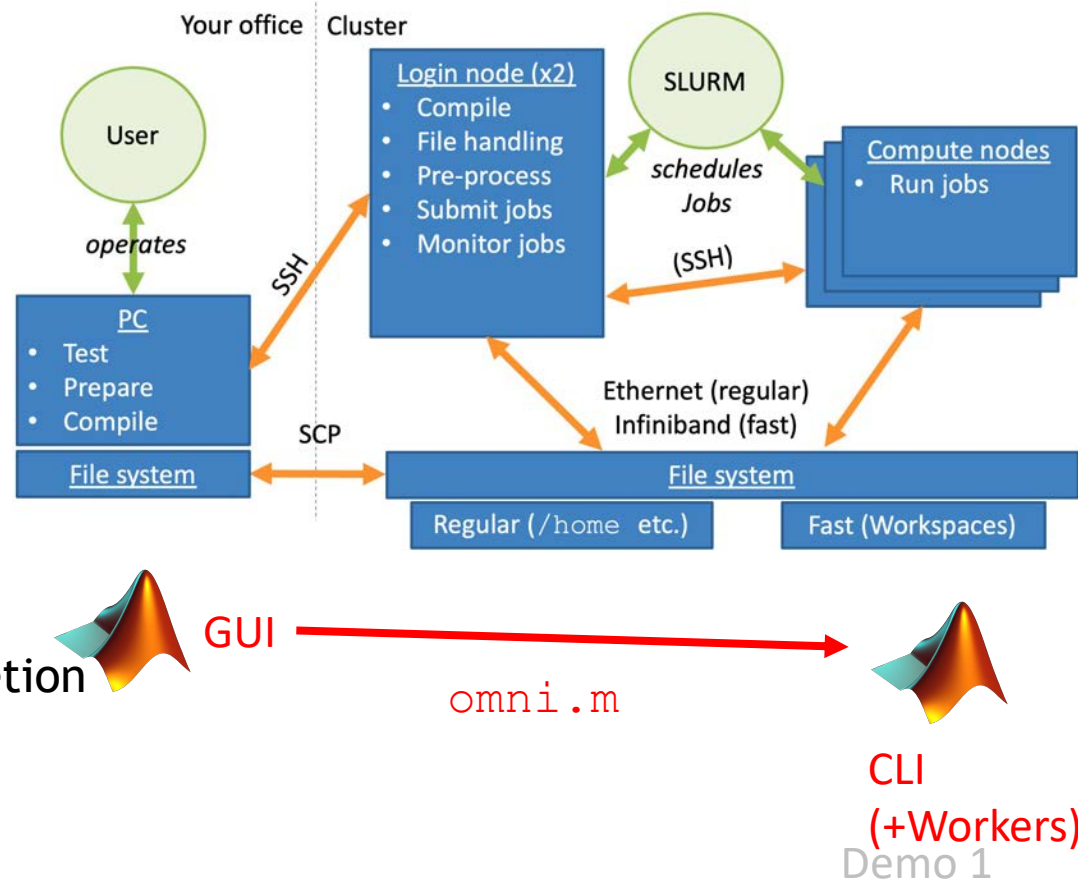 Your office
Cluster
User
operates
PC
• Test
• Prepare
• Compile
File system
SSH
SCP
Login node (x2)
• Compile
• File handling
• Pre-process
• Submit jobs
• Monitor jobs
SLURM
schedules
Jobs
(SSH)
Compute nodes
• Run jobs
Ethernet (regular)
Infiniband (fast)
File system
Regular (/home etc.)
Fast (Workspaces)
GUI
etion
omni.m
CLI
(+Workers)
Demo 1